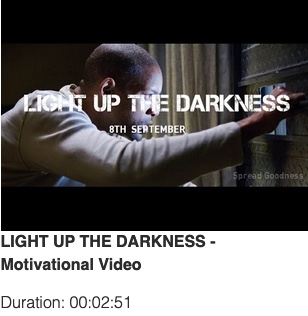 LIGHT UP THE DARKNESS
8TH SEPTEMBER
Spread Goodness
LIGHT UP THE DARKNESS -
Motivational Video
Duration: 00:02:51